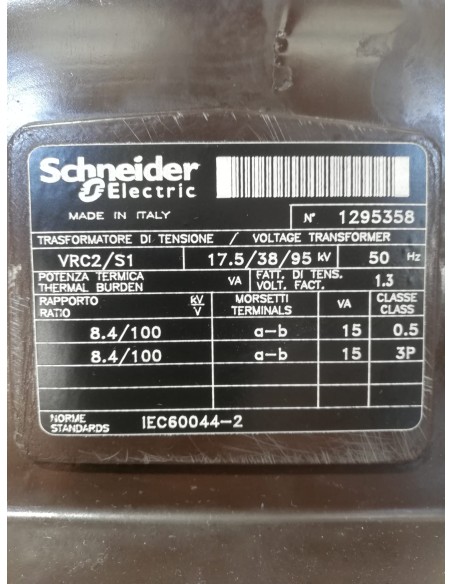 Schneider
Electric
MADE IN ITALY N° 1295358
TRASFORMATORE DI TENSIONE / VOLTAGE TRANSFORMER
VRC2/S1 17.5/38/95 kV 50 Hz
POTENZA TERMICA VA FATT. DI TENS. 1.3
THERMAL BURDEN VOLT. FACT.
RAPPORTO kV MORSETTI VA CLASSE
RATIO V TERMINALS CLASS
8.4/100 a-b 15 0.5
8.4/100 a-b 15 3P
NORME
STANDARDS IEC60044-2